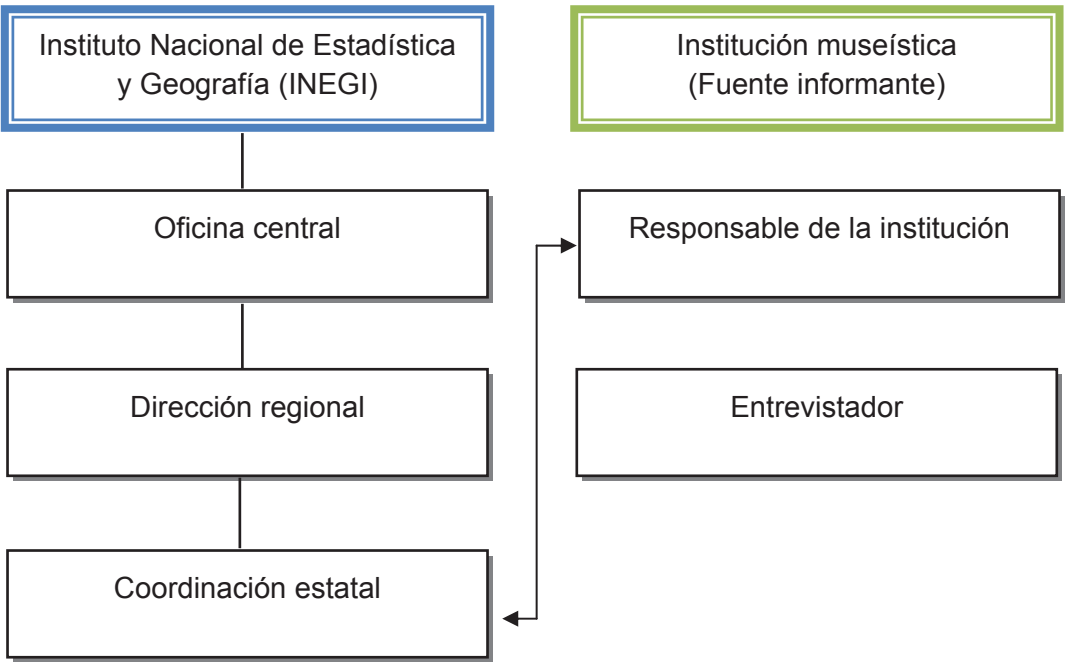 Instituto Nacional de Estadística
y Geografía (INEGI)
Institución museística
(Fuente informante)
Oficina central
Responsable de la institución
Dirección regional
Entrevistador
Coordinación estatal